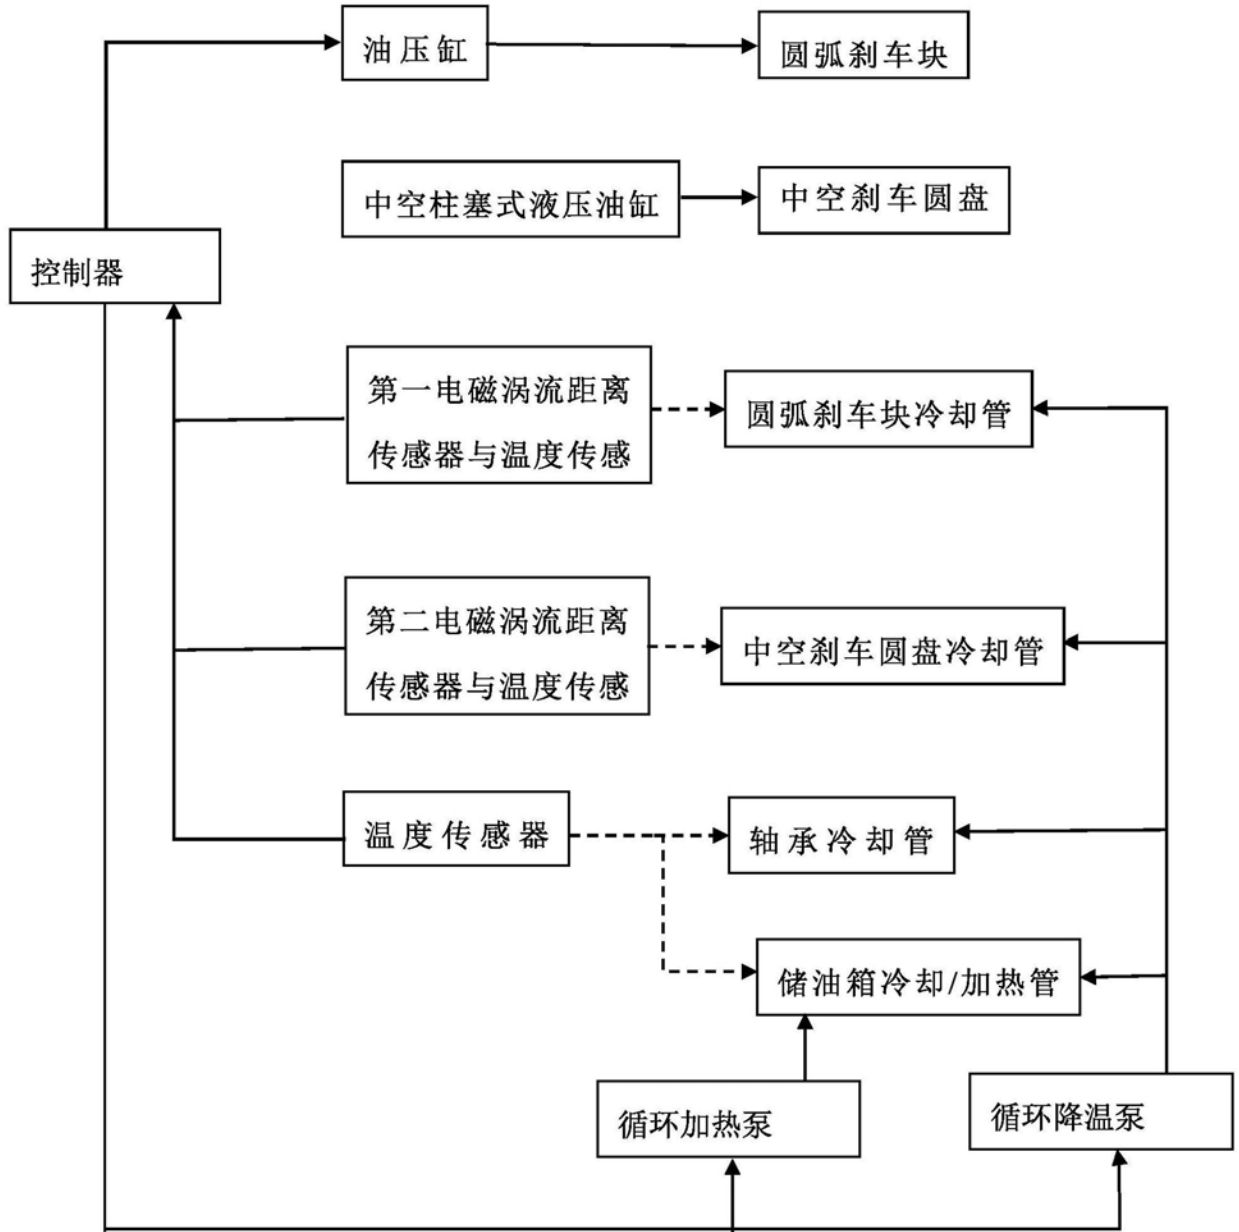 油压缸
圆弧刹车块
中空柱塞式液压油缸
中空刹车圆盘
控制器
第一电磁涡流距离
传感器与温度传感
圆弧刹车块冷却管
第二电磁涡流距离
传感器与温度传感
中空刹车圆盘冷却管
温度传感器
轴承冷却管
储油箱冷却/加热管
循环加热泵
循环降温泵